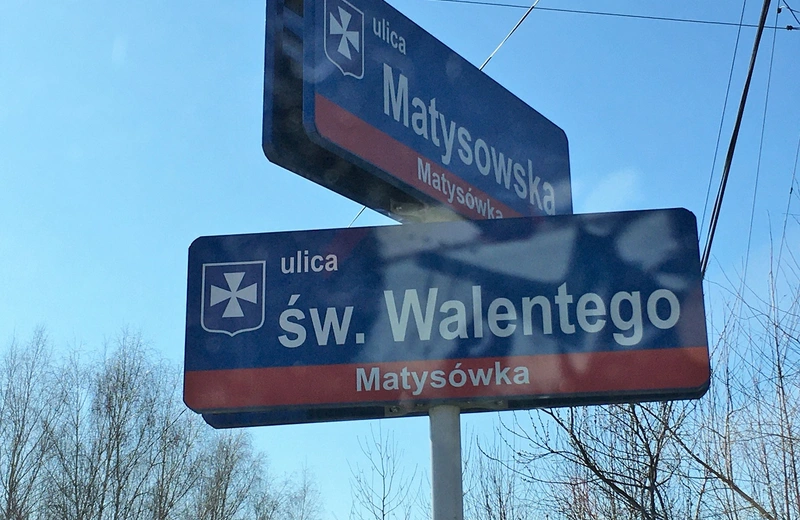 ulica
Matysowska
Matysówka
ulica
św. Walentego
Matysówka